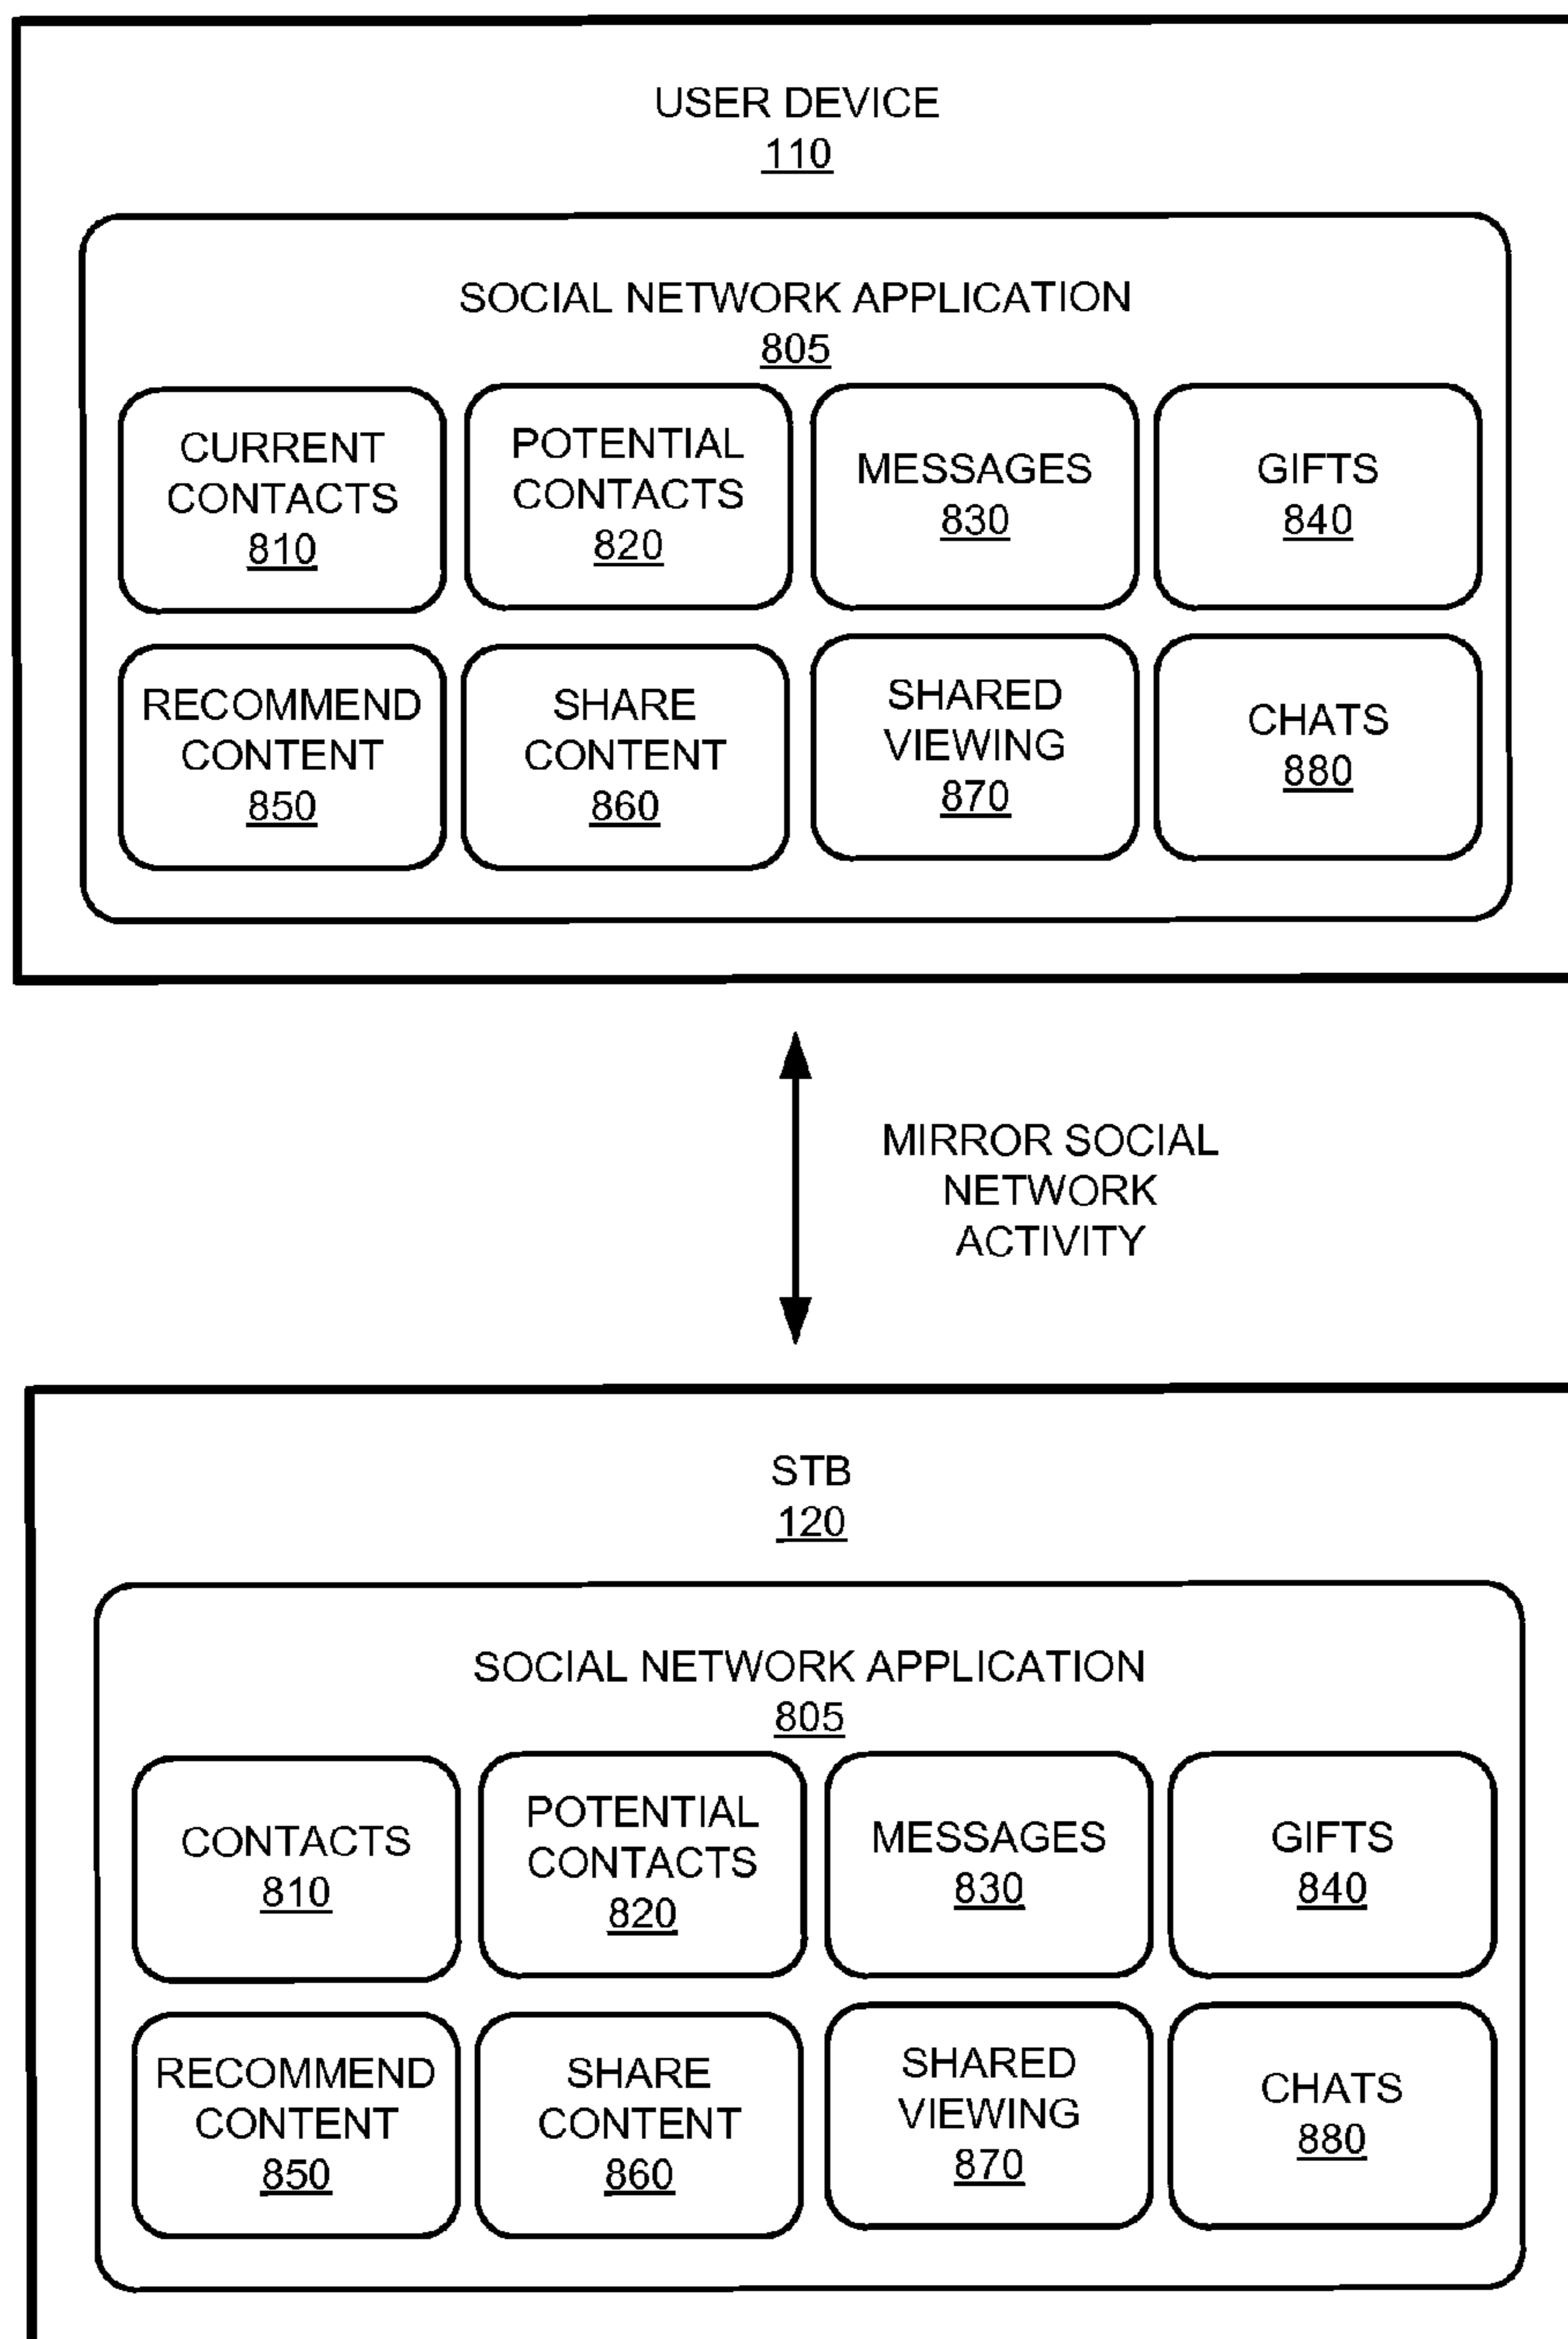 USER DEVICE
110
SOCIAL NETWORK APPLICATION
805
CURRENT
CONTACTS
810
POTENTIAL
CONTACTS
820
MESSAGES
830
GIFTS
840
RECOMMEND
CONTENT
850
SHARE
CONTENT
860
SHARED
VIEWING
870
CHATS
880
MIRROR SOCIAL
NETWORK
ACTIVITY
STB
120
SOCIAL NETWORK APPLICATION
805
CONTACTS
810
POTENTIAL
CONTACTS
820
MESSAGES
830
GIFTS
840
RECOMMEND
CONTENT
850
SHARE
CONTENT
860
SHARED
VIEWING
870
CHATS
880